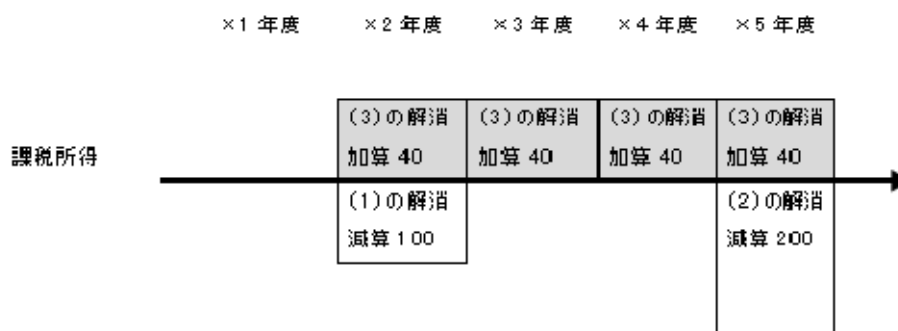 ×1 年度 ×2 年度 ×3 年度 ×4 年度 ×5 年度
(3)の解消 (3)の解消 (3)の解消 (3)の解消
課税所得 加算 40 加算 40 加算 40 加算 40
(1)の解消 (2)の解消
減算 100 減算 200